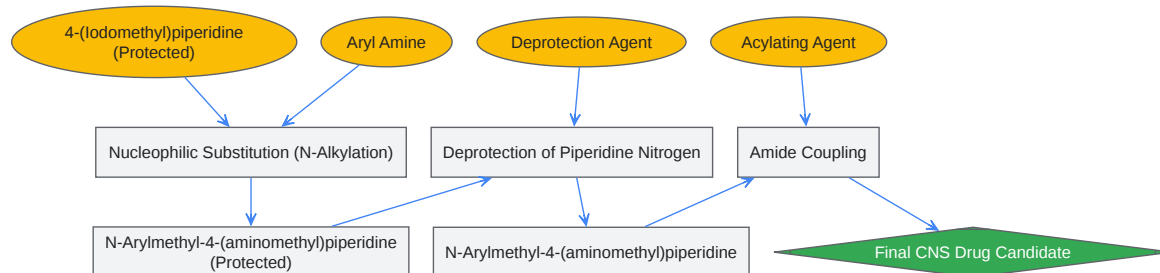 4-(Iodomethyl)piperidine
(Protected)
Aryl Amine
Deprotection Agent
Acylating Agent
Nucleophilic Substitution (N-Alkylation)
Deprotection of Piperidine Nitrogen
Amide Coupling
N-Arylmethyl-4-(aminomethyl)piperidine
(Protected)
N-Arylmethyl-4-(aminomethyl)piperidine
Final CNS Drug Candidate